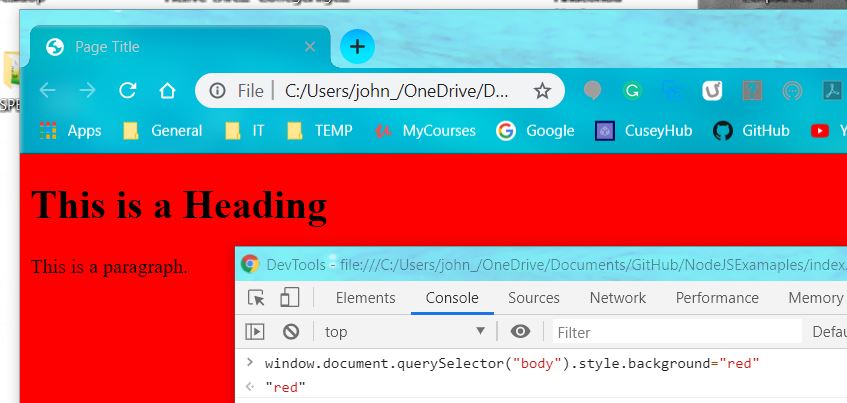 Page Title
File C:/Users/john_/OneDrive/D...
Apps General IT TEMP MyCourses Google CuseyHub GitHub Y
This is a Heading
This is a paragraph.
DevTools - file:///C:/Users/john_/OneDrive/Documents/GitHub/NodeJSExamaples/index.
Elements Console Sources Network Performance Memory
top Filter Defau
window.document.querySelector("body").style.background="red"
"red"